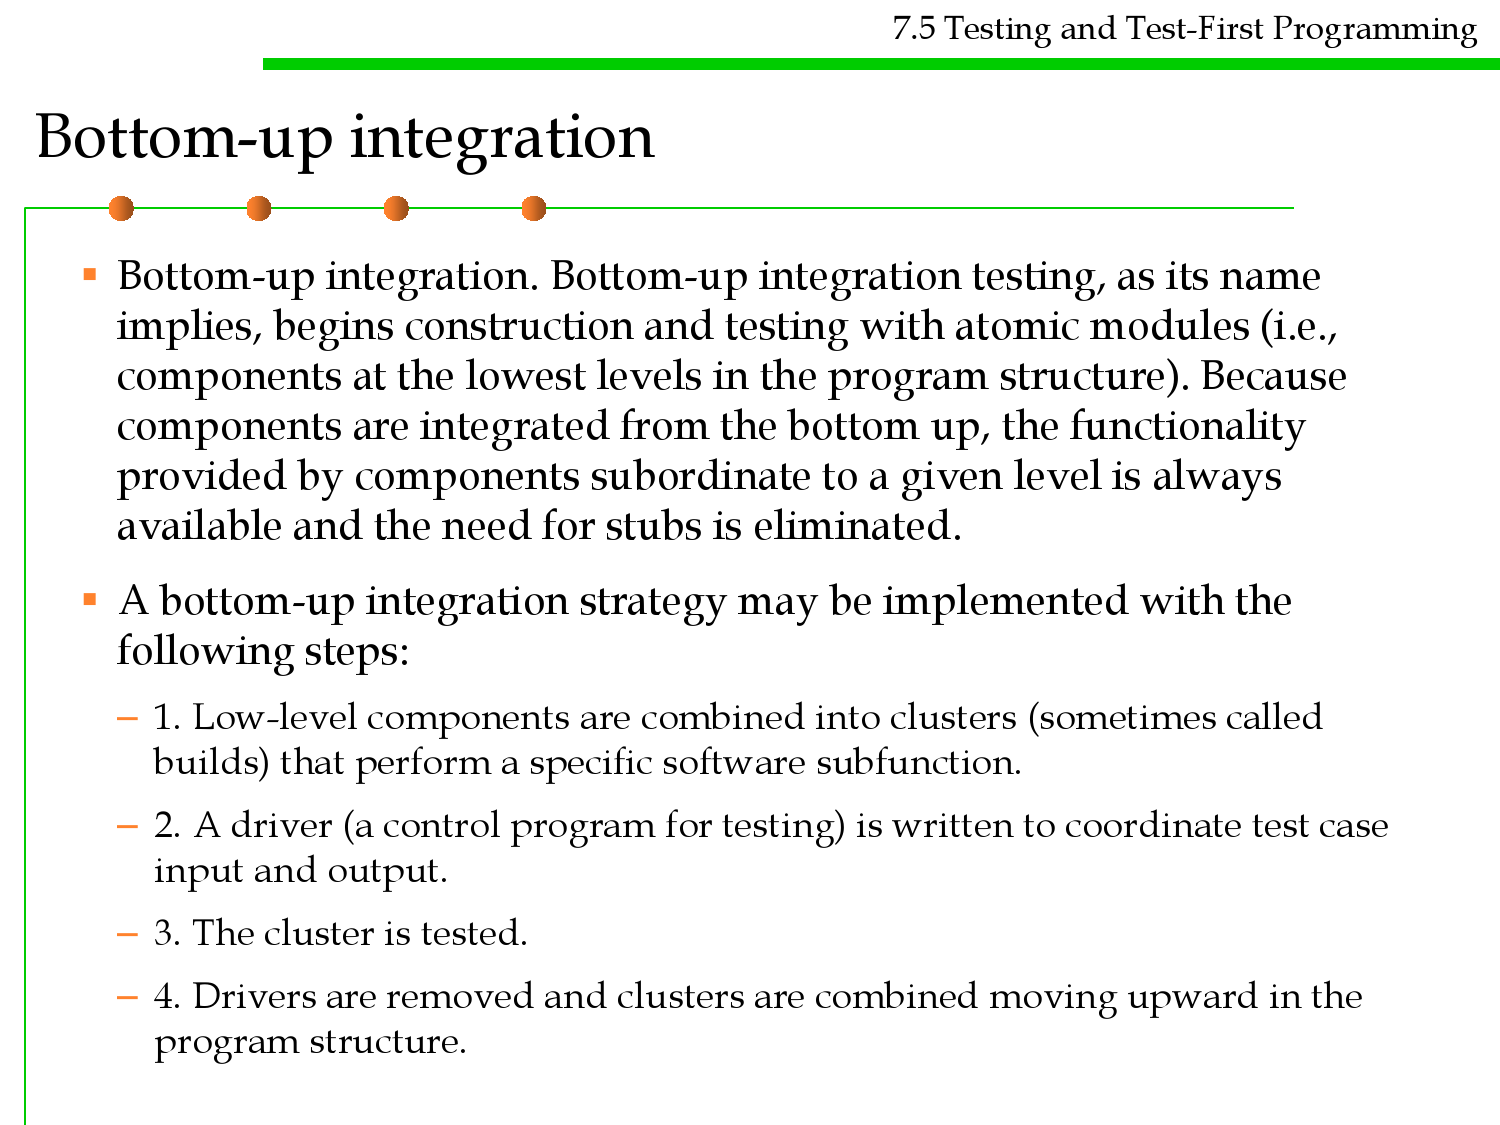 7.5 Testing and Test-First Programming
Bottom-up integration
▪ Bottom-up integration. Bottom-up integration testing, as its name
implies, begins construction and testing with atomic modules (i.e.,
components at the lowest levels in the program structure). Because
components are integrated from the bottom up, the functionality
provided by components subordinate to a given level is always
available and the need for stubs is eliminated.
▪ A bottom-up integration strategy may be implemented with the
following steps:
– 1. Low-level components are combined into clusters (sometimes called
builds) that perform a specific software subfunction.
– 2. A driver (a control program for testing) is written to coordinate test case
input and output.
– 3. The cluster is tested.
– 4. Drivers are removed and clusters are combined moving upward in the
program structure.